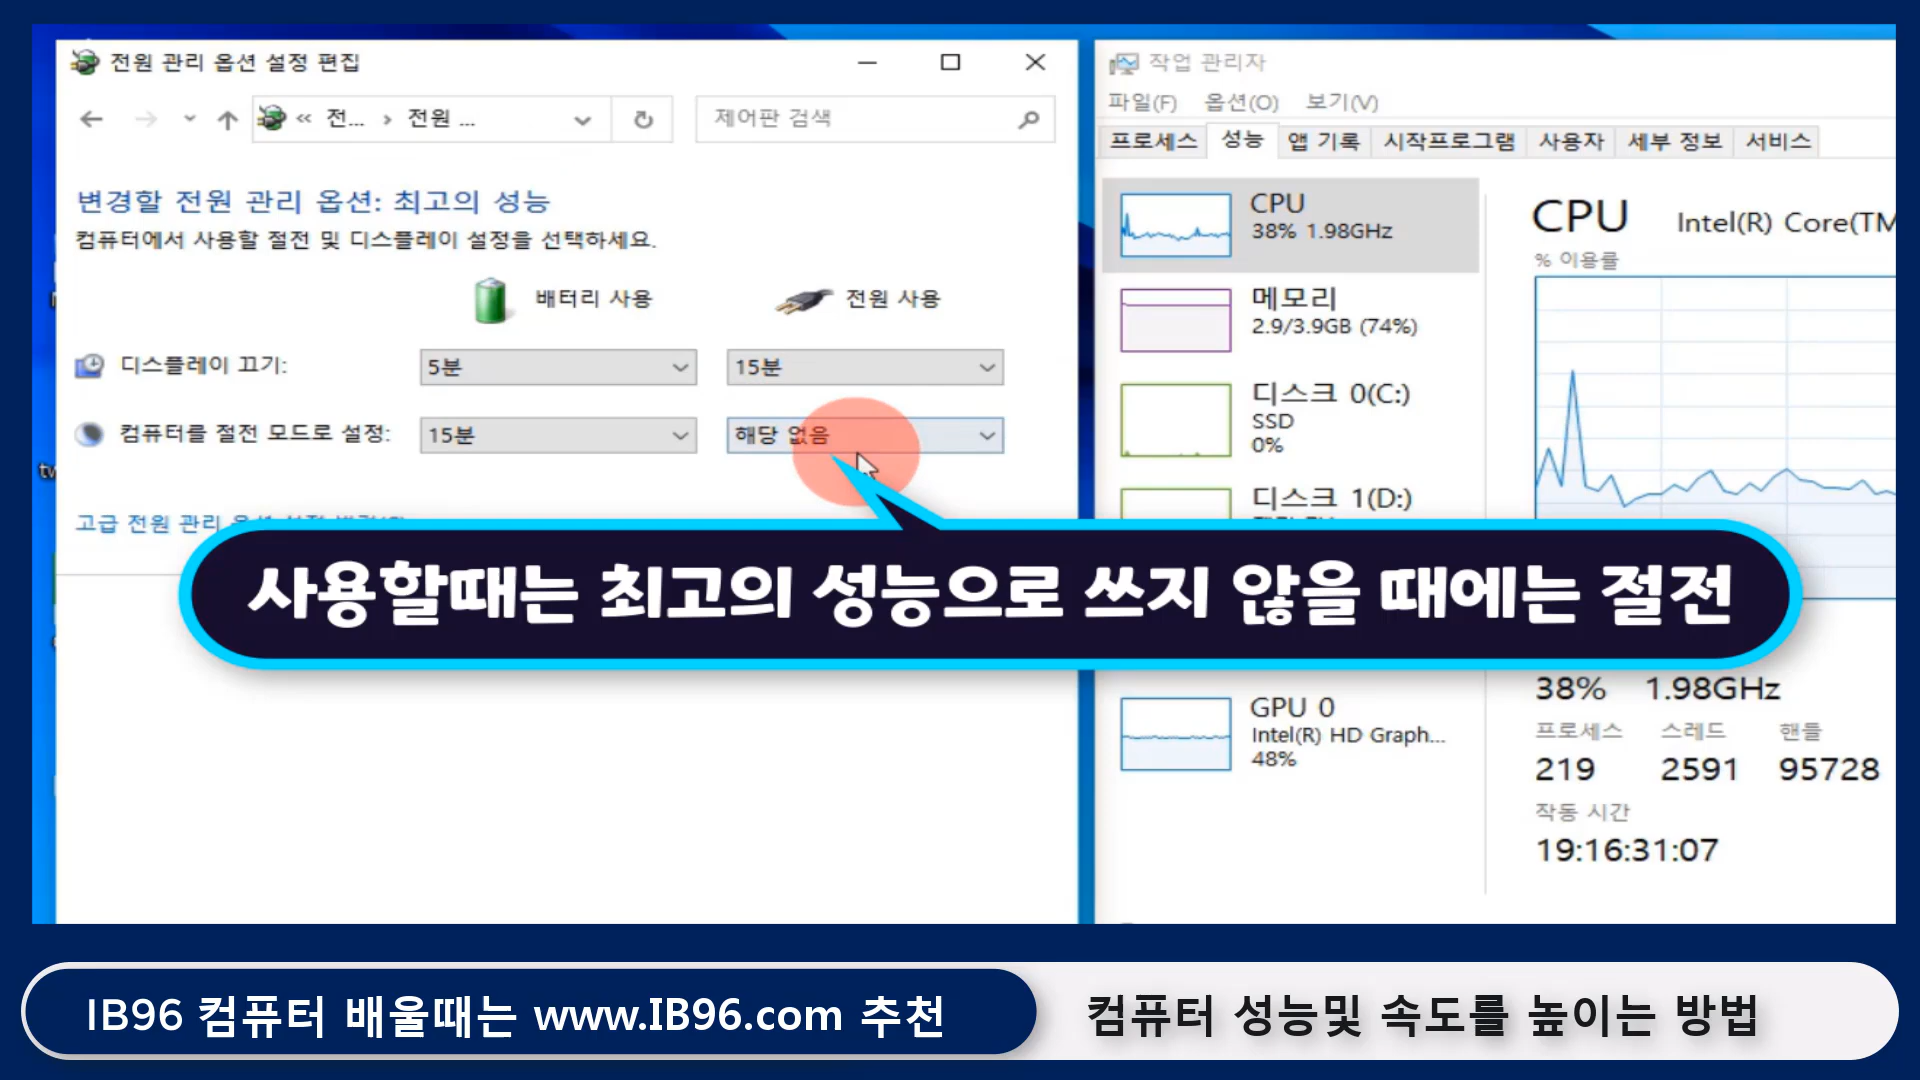 전원 관리 옵션 설정 편집
« 전... › 전원 ...
제어판 검색
변경할 전원 관리 옵션: 최고의 성능
컴퓨터에서 사용할 절전 및 디스플레이 설정을 선택하세요.
배터리 사용
전원 사용
디스플레이 끄기:
5분
15분
컴퓨터를 절전 모드로 설정:
15분
해당 없음
고급 전원 관리
사용할때는 최고의 성능으로 쓰지 않을 때에는 절전
작업 관리자
파일(F) 옵션(O) 보기(V)
프로세스 성능 앱 기록 시작프로그램 사용자 세부 정보 서비스
CPU
38% 1.98GHz
메모리
2.9/3.9GB (74%)
디스크 0(C:)
SSD
0%
디스크 1(D:)
GPU 0
Intel(R) HD Graph...
48%
CPU Intel(R) Core(TM
% 이용률
38% 1.98GHz
프로세스 스레드 핸들
219 2591 95728
작동 시간
19:16:31:07
IB96 컴퓨터 배울때는 www.IB96.com 추천
컴퓨터 성능및 속도를 높이는 방법